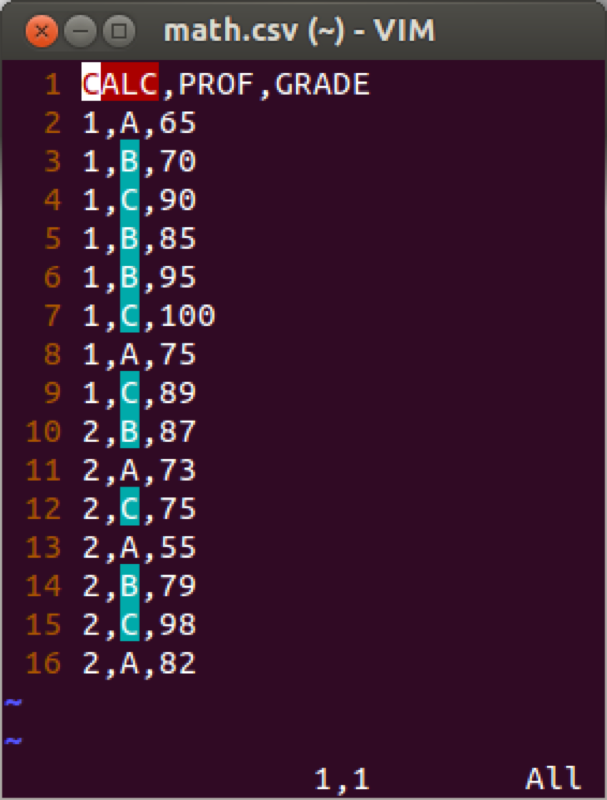 math.csv (~) - VIM
1 CALC,PROF,GRADE
2 1,A,65
3 1,B,70
4 1,C,90
5 1,B,85
6 1,B,95
7 1,C,100
8 1,A,75
9 1,C,89
10 2,B,87
11 2,A,73
12 2,C,75
13 2,A,55
14 2,B,79
15 2,C,98
16 2,A,82
~
~
1,1 All